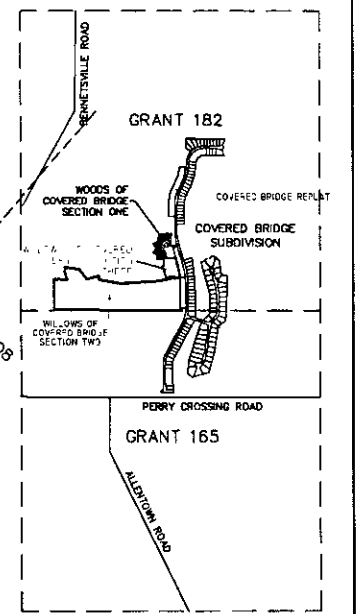 BENNETSVILLE ROAD
GRANT 182
WOODS OF
COVERED BRIDGE
SECTION ONE
COVERED BRIDGE REPLAT
COVERED BRIDGE
SUBDIVISION
THREE
WILLOWS OF
COVERED BRIDGE
SECTION TWO
PERRY CROSSING ROAD
GRANT 165
ALLENTOWN ROAD